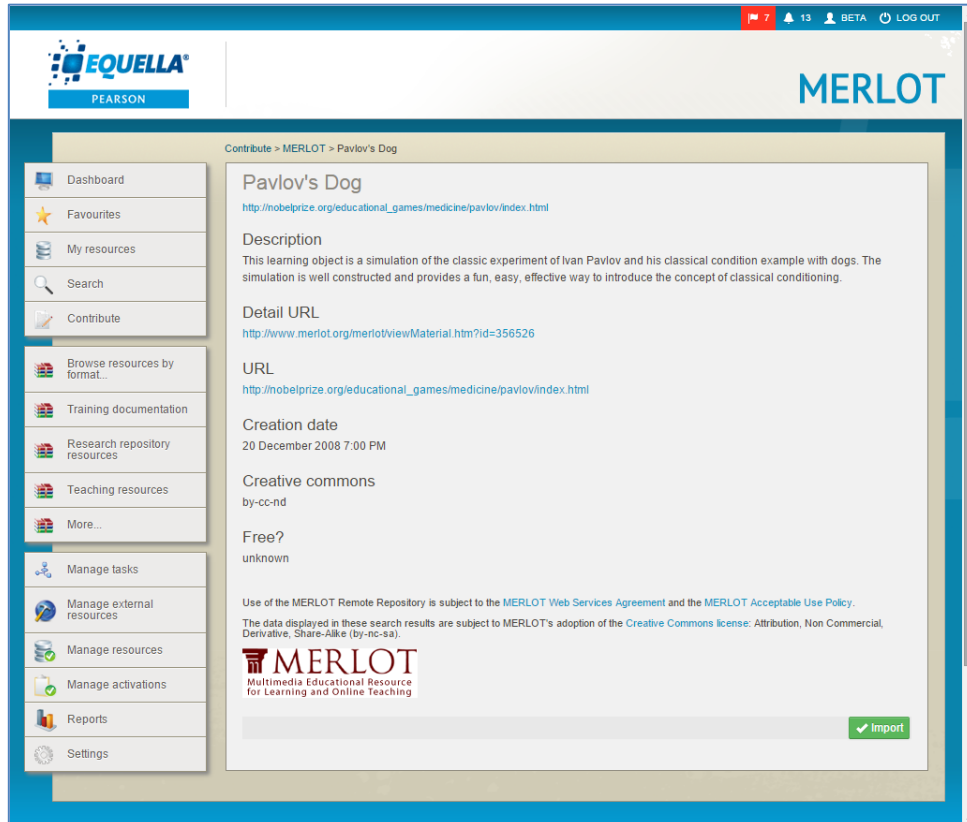 7 13 BETA LOG OUT
EQUELLA®
PEARSON
MERLOT
Contribute > MERLOT > Pavlov's Dog
Dashboard
Favourites
My resources
Search
Contribute
Browse resources by
format...
Training documentation
Research repository
resources
Teaching resources
More...
Manage tasks
Manage external
resources
Manage resources
Manage activations
Reports
Settings
Pavlov's Dog
http://nobelprize.org/educational_games/medicine/pavlov/index.html
Description
This learning object is a simulation of the classic experiment of Ivan Pavlov and his classical condition example with dogs. The
simulation is well constructed and provides a fun, easy, effective way to introduce the concept of classical conditioning.
Detail URL
http://www.merlot.org/merlot/viewMaterial.htm?id=356526
URL
http://nobelprize.org/educational_games/medicine/pavlov/index.html
Creation date
20 December 2008 7:00 PM
Creative commons
by-cc-nd
Free?
unknown
Use of the MERLOT Remote Repository is subject to the MERLOT Web Services Agreement and the MERLOT Acceptable Use Policy.
The data displayed in these search results are subject to MERLOT's adoption of the Creative Commons license: Attribution, Non Commercial,
Derivative, Share-Alike (by-nc-sa).
MERLOT
Multimedia Educational Resource
for Learning and Online Teaching
Import